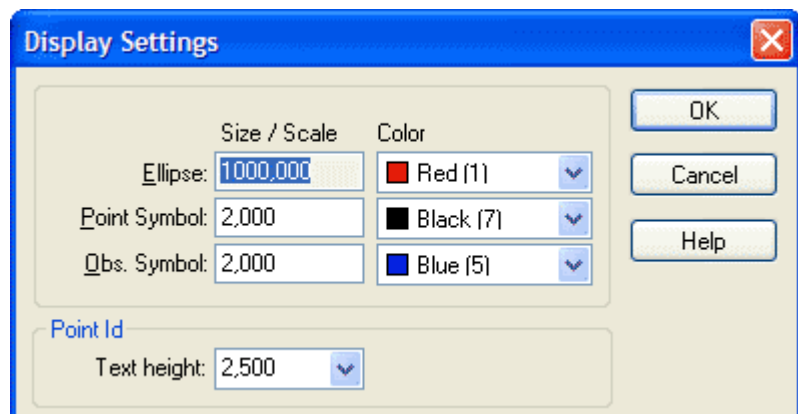 Display Settings
Size / Scale Color
Ellipse: 1000,000 Red (1)
Point Symbol: 2,000 Black (7)
Obs. Symbol: 2,000 Blue (5)
Point Id
Text height: 2,500
OK
Cancel
Help